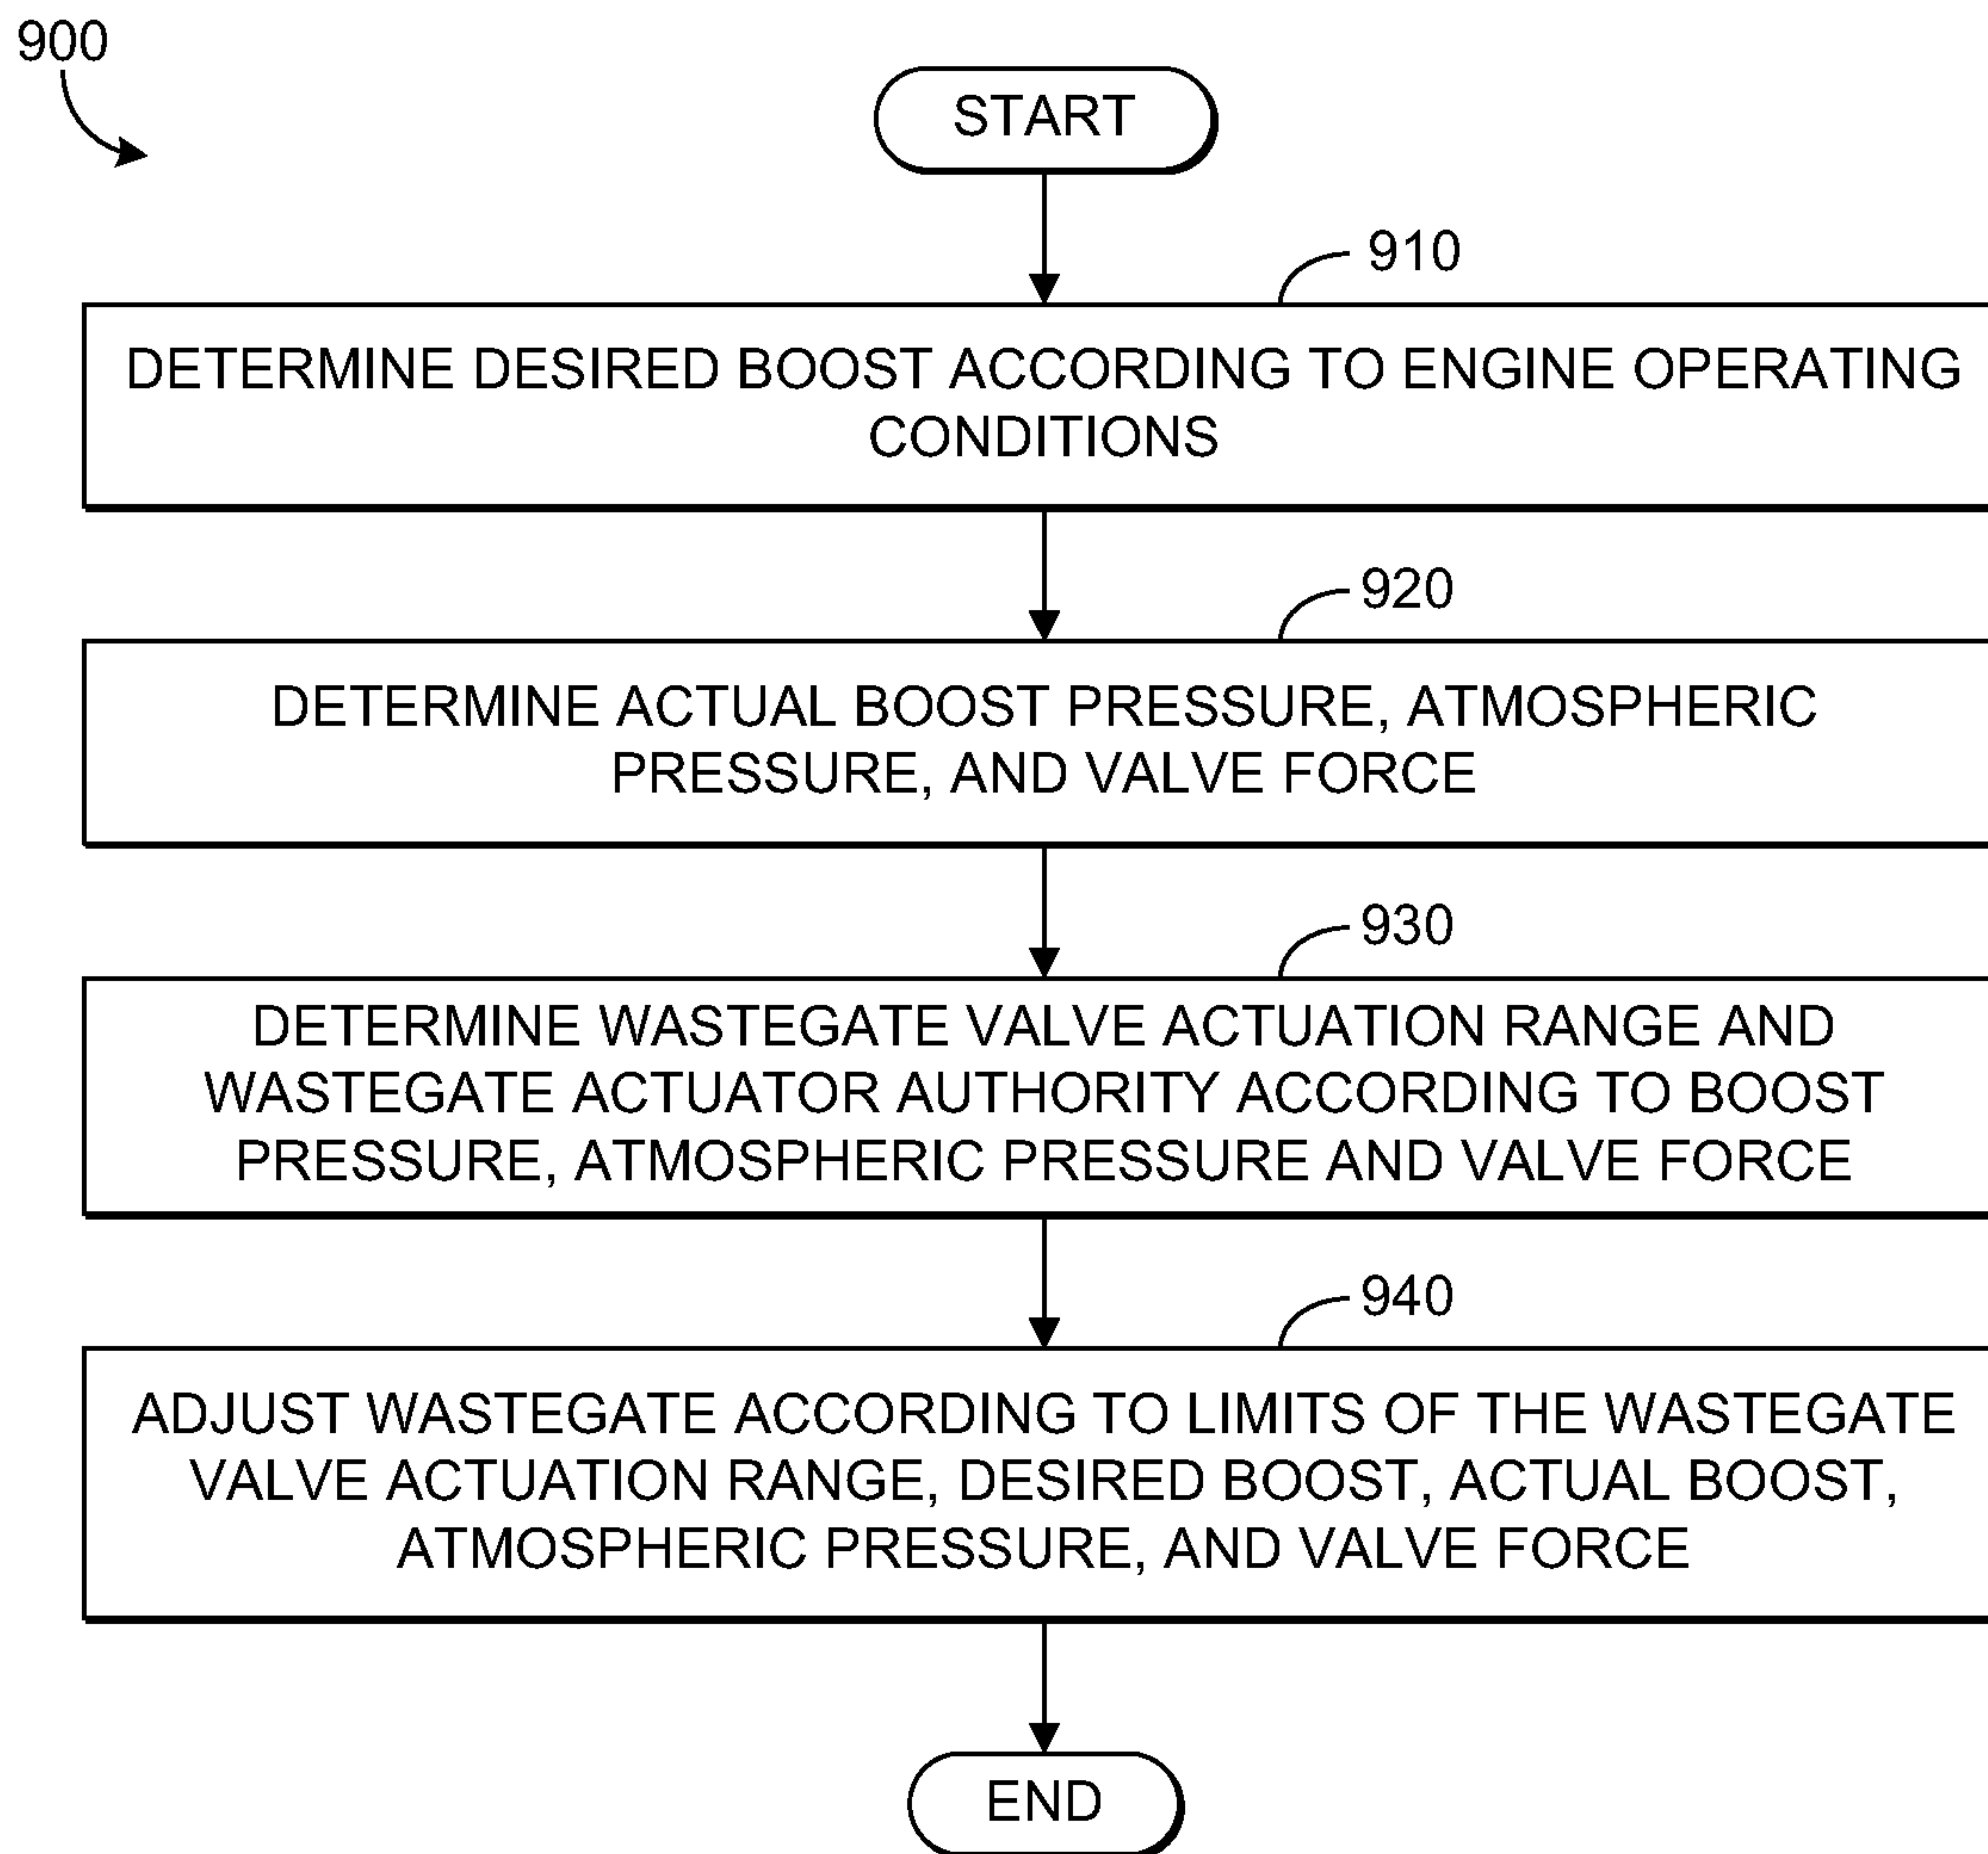 900
START
910
DETERMINE DESIRED BOOST ACCORDING TO ENGINE OPERATING
CONDITIONS
920
DETERMINE ACTUAL BOOST PRESSURE, ATMOSPHERIC
PRESSURE, AND VALVE FORCE
930
DETERMINE WASTEGATE VALVE ACTUATION RANGE AND
WASTEGATE ACTUATOR AUTHORITY ACCORDING TO BOOST
PRESSURE, ATMOSPHERIC PRESSURE AND VALVE FORCE
940
ADJUST WASTEGATE ACCORDING TO LIMITS OF THE WASTEGATE
VALVE ACTUATION RANGE, DESIRED BOOST, ACTUAL BOOST,
ATMOSPHERIC PRESSURE, AND VALVE FORCE
END